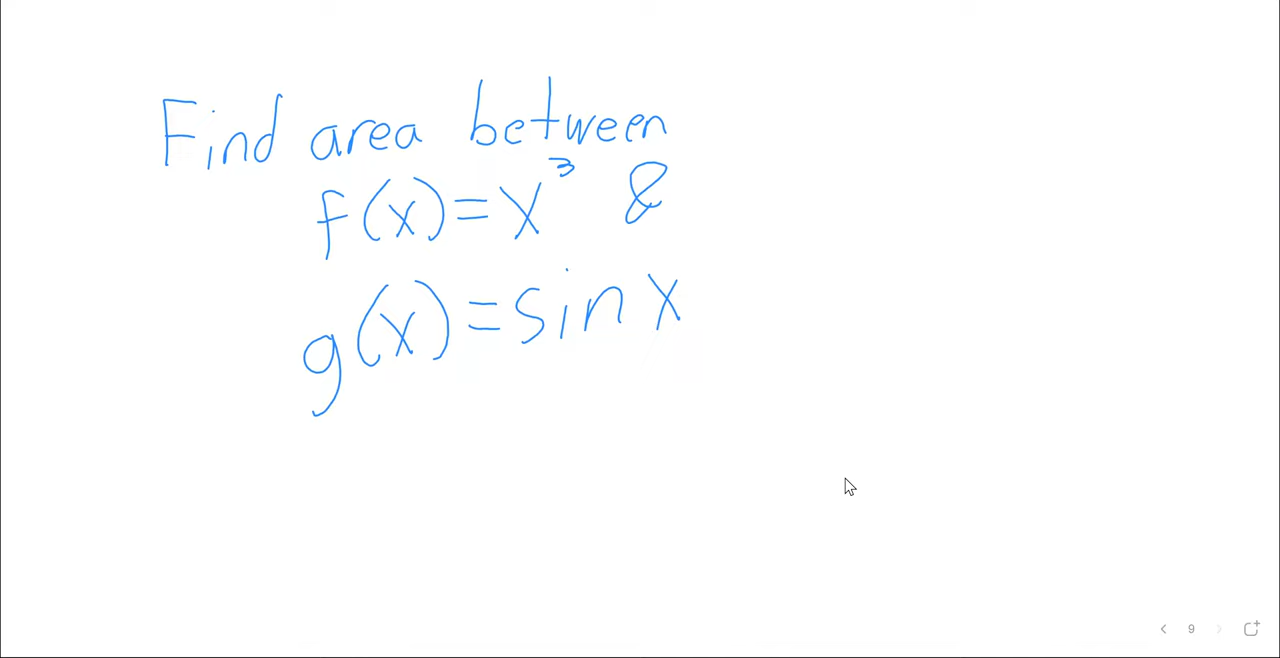 Find area between
f(x) = x³ &
g(x) = sin x
9